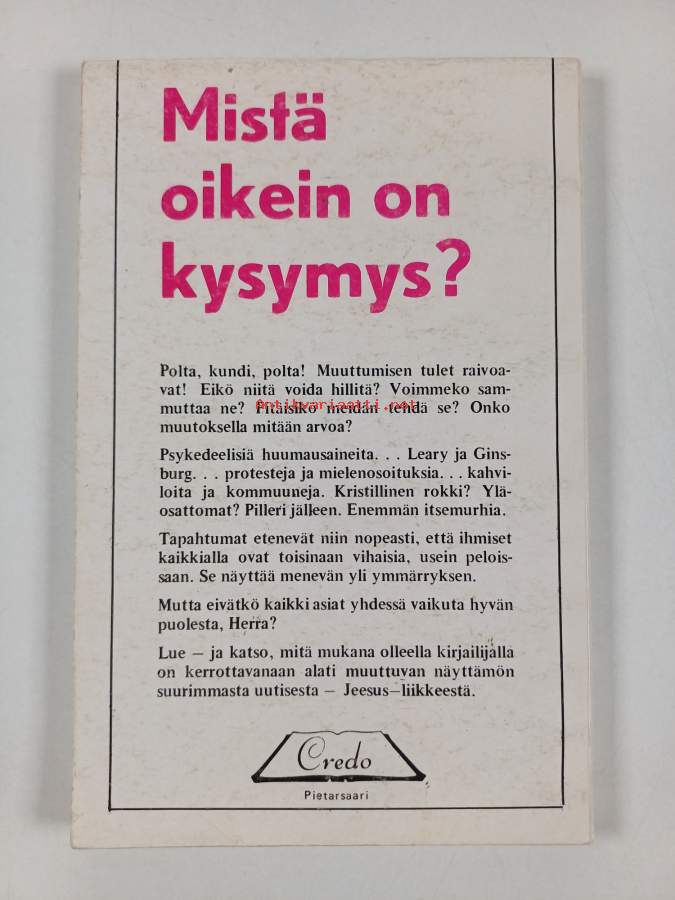 Mistä
oikein on
kysymys?
Polta, kundi, polta! Muuttumisen tulet raivoa-
vat! Eikö niitä voida hillitä? Voimmeko sam-
muttaa ne? Pitäisikö meidän tehdä se? Onko
Antikvariaatti.net
muutoksella mitään arvoa?
Psykedeelisiä huumausaineita. . . Leary ja Gins-
burg. . . protesteja ja mielenosoituksia. . . kahvi-
loita ja kommuuneja. Kristillinen rokki? Ylä-
osattomat? Pilleri jälleen. Enemmän itsemurhia.
Tapahtumat etenevät niin nopeasti, että ihmiset
kaikkialla ovat toisinaan vihaisia, usein pelois-
saan. Se näyttää menevän yli ymmärryksen.
Mutta eivätkö kaikki asiat yhdessä vaikuta hyvän
puolesta, Herra?
Lue – ja katso, mitä mukana olleella kirjailijalla
on kerrottavanaan alati muuttuvan näyttämön
suurimmasta uutisesta – Jeesus–liikkeestä.
Credo
Pietarsaari